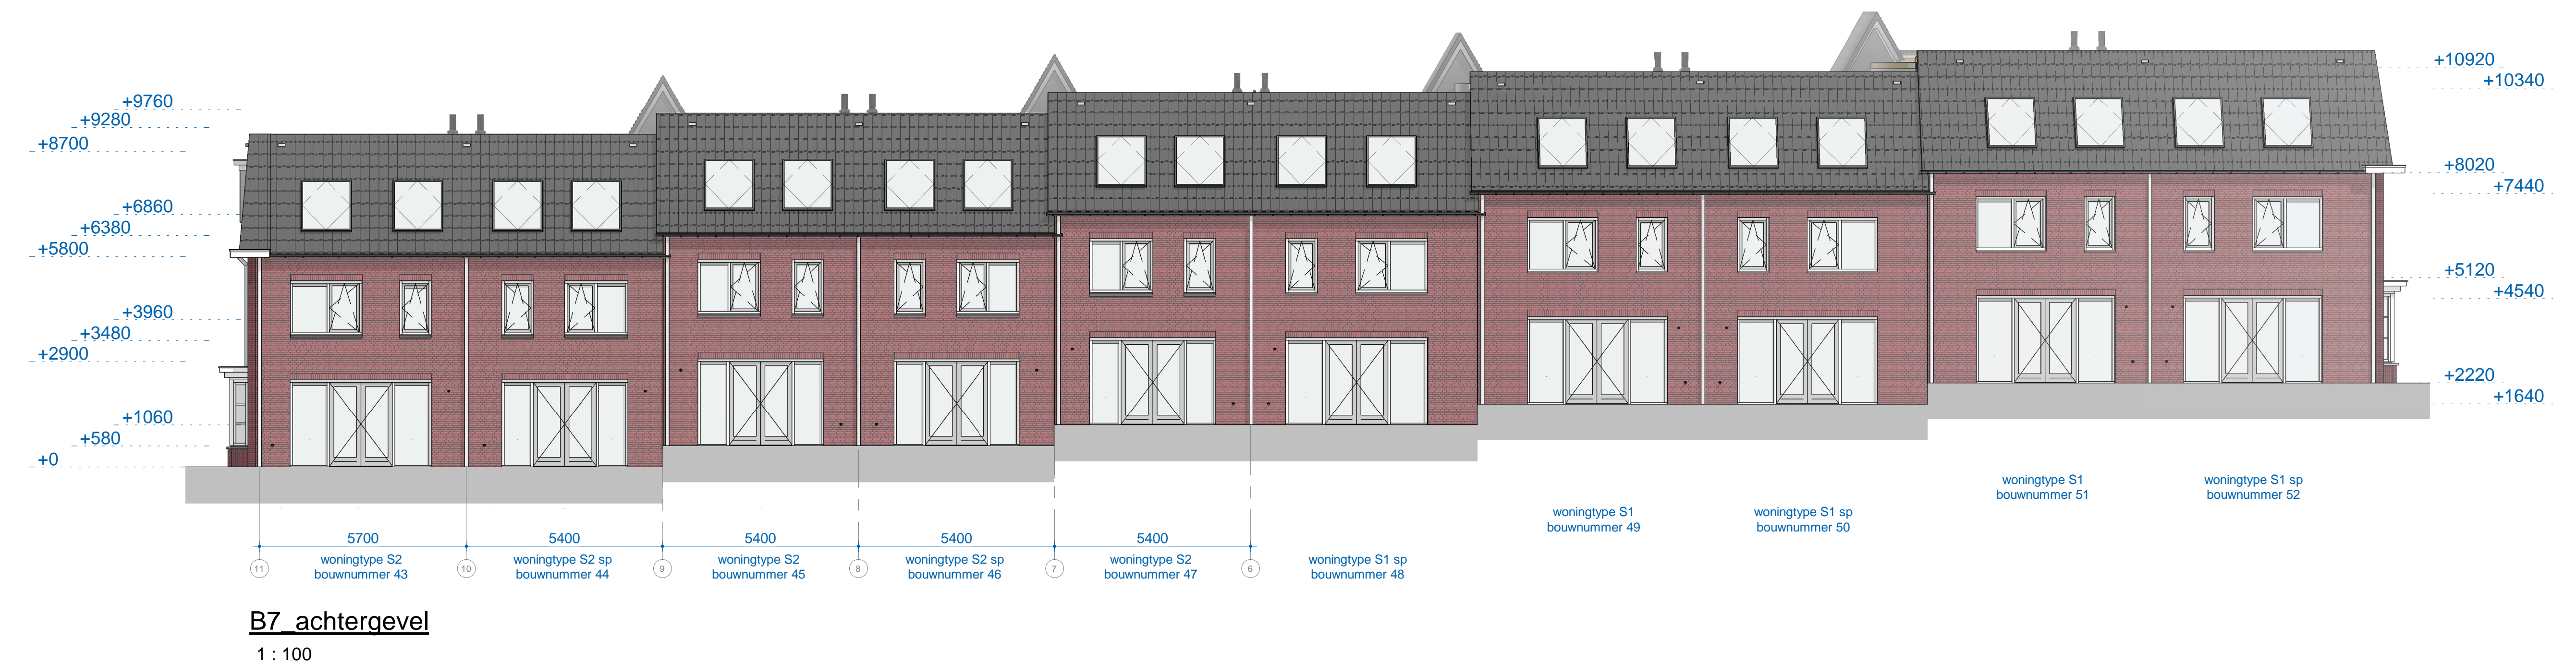 +10920
+10340
+9760
+9280
+8700
+8020
+7440
+6860
+6380
+5800
+5120
+4540
+3960
+3480
+2900
+2220
+1640
+1060
+580
+0
woningtype S1
bouwnummer 51
woningtype S1 sp
bouwnummer 52
woningtype S1
bouwnummer 49
woningtype S1 sp
bouwnummer 50
5700
5400
5400
5400
5400
11
10
9
8
7
6
woningtype S2
bouwnummer 43
woningtype S2 sp
bouwnummer 44
woningtype S2
bouwnummer 45
woningtype S2 sp
bouwnummer 46
woningtype S2
bouwnummer 47
woningtype S1 sp
bouwnummer 48
B7_achtergevel
1 : 100